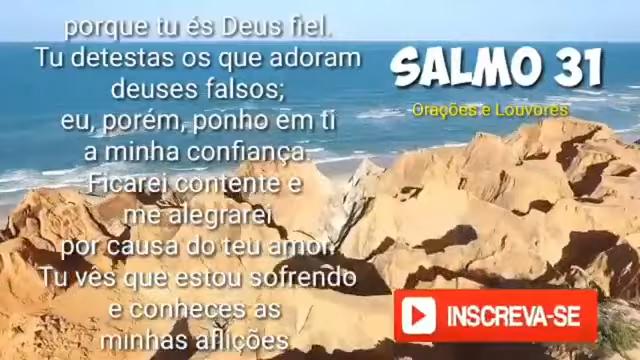 porque tu és Deus fiel.
Tu detestas os que adoram
deuses falsos;
eu, porém, ponho em ti
a minha confiança.
Ficarei contente e
me alegrarei
por causa do teu amor.
Tu vês que estou sofrendo
e conheces as
minhas aflições.
SALMO 31
Orações e Louvores
INSCREVA-SE